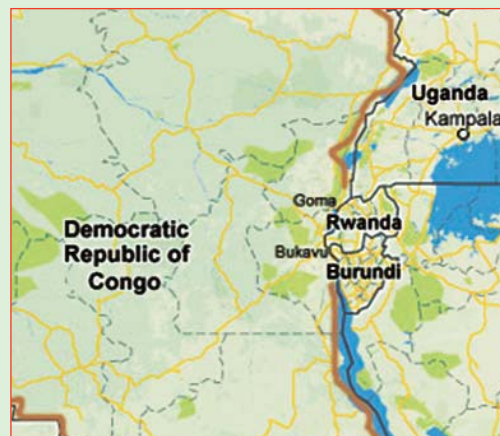 Uganda
Kampala
Goma
Rwanda
Democratic
Republic of
Congo
Bukavu
Burundi